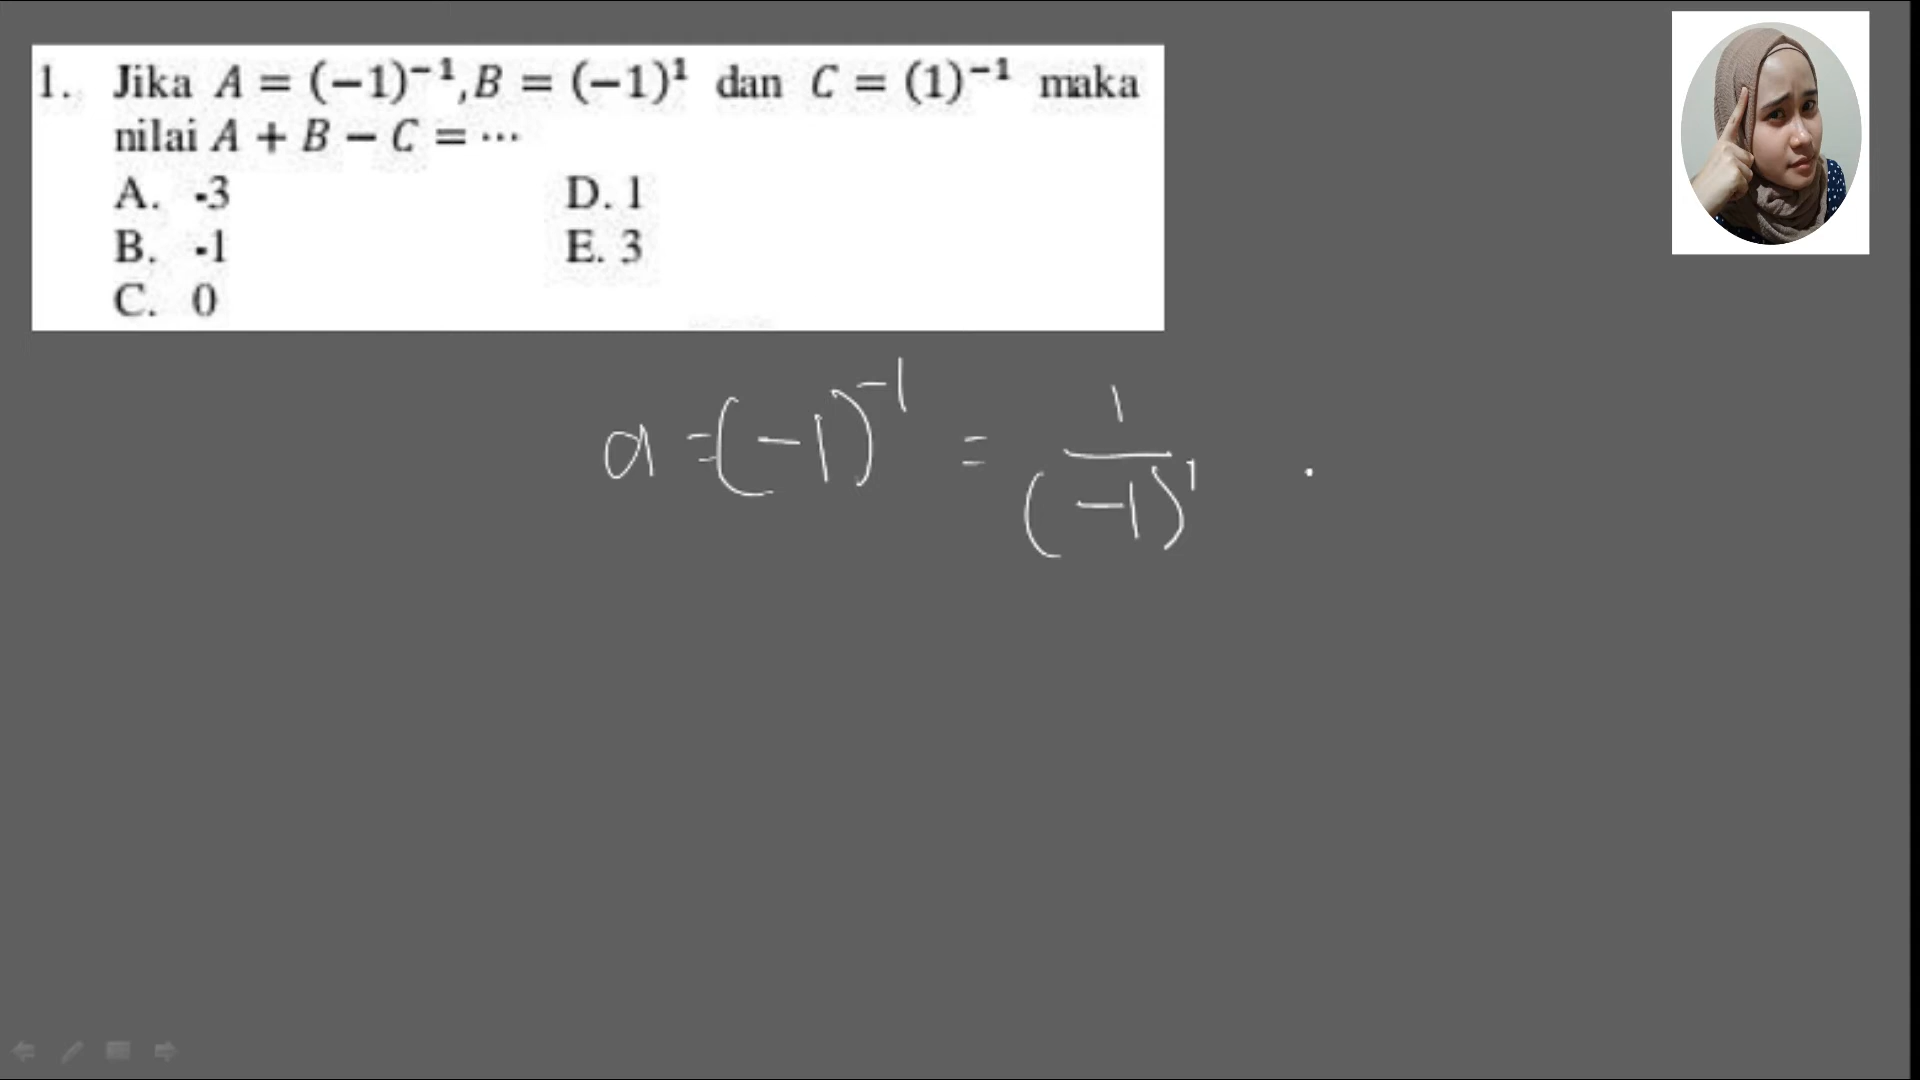 1. Jika A = (−1)⁻¹, B = (−1)¹ dan C = (1)⁻¹ maka
nilai A + B − C = ⋯
A. -3
B. -1
C. 0
D. 1
E. 3
a = (−1)⁻¹ = 1/(−1)¹ .